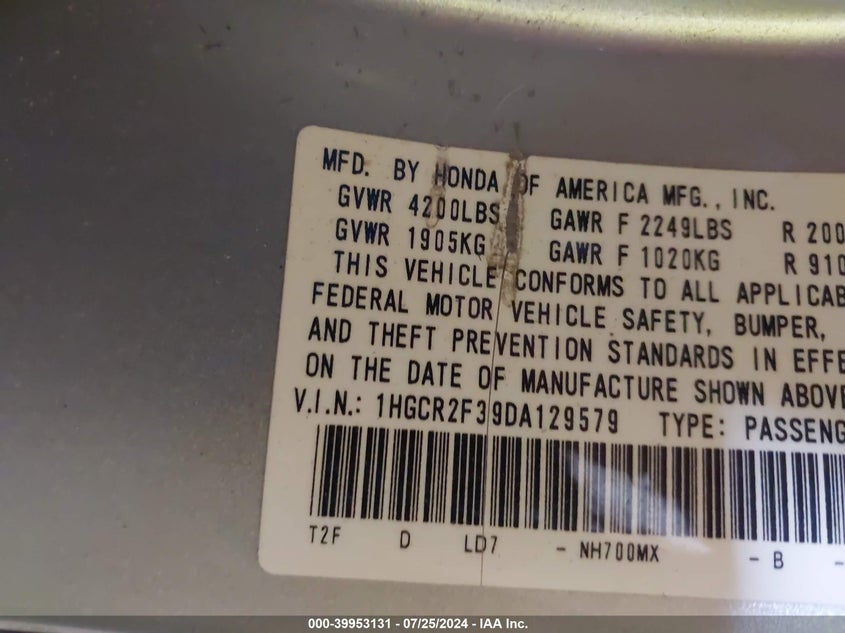 MFD. BY HONDA OF AMERICA MFG., INC.
GVWR 4200LBS GAWR F 2249LBS R 200
GVWR 1905KG GAWR F 1020KG R 910
THIS VEHICLE CONFORMS TO ALL APPLICAB
FEDERAL MOTOR VEHICLE SAFETY, BUMPER,
AND THEFT PREVENTION STANDARDS IN EFFE
ON THE DATE OF MANUFACTURE SHOWN ABOVE
V.I.N.: 1HGCR2F39DA129579 TYPE: PASSENG
T2F D LD7 - NH700MX - B -
000-39953131 / 07/25/2024 - IAA Inc.